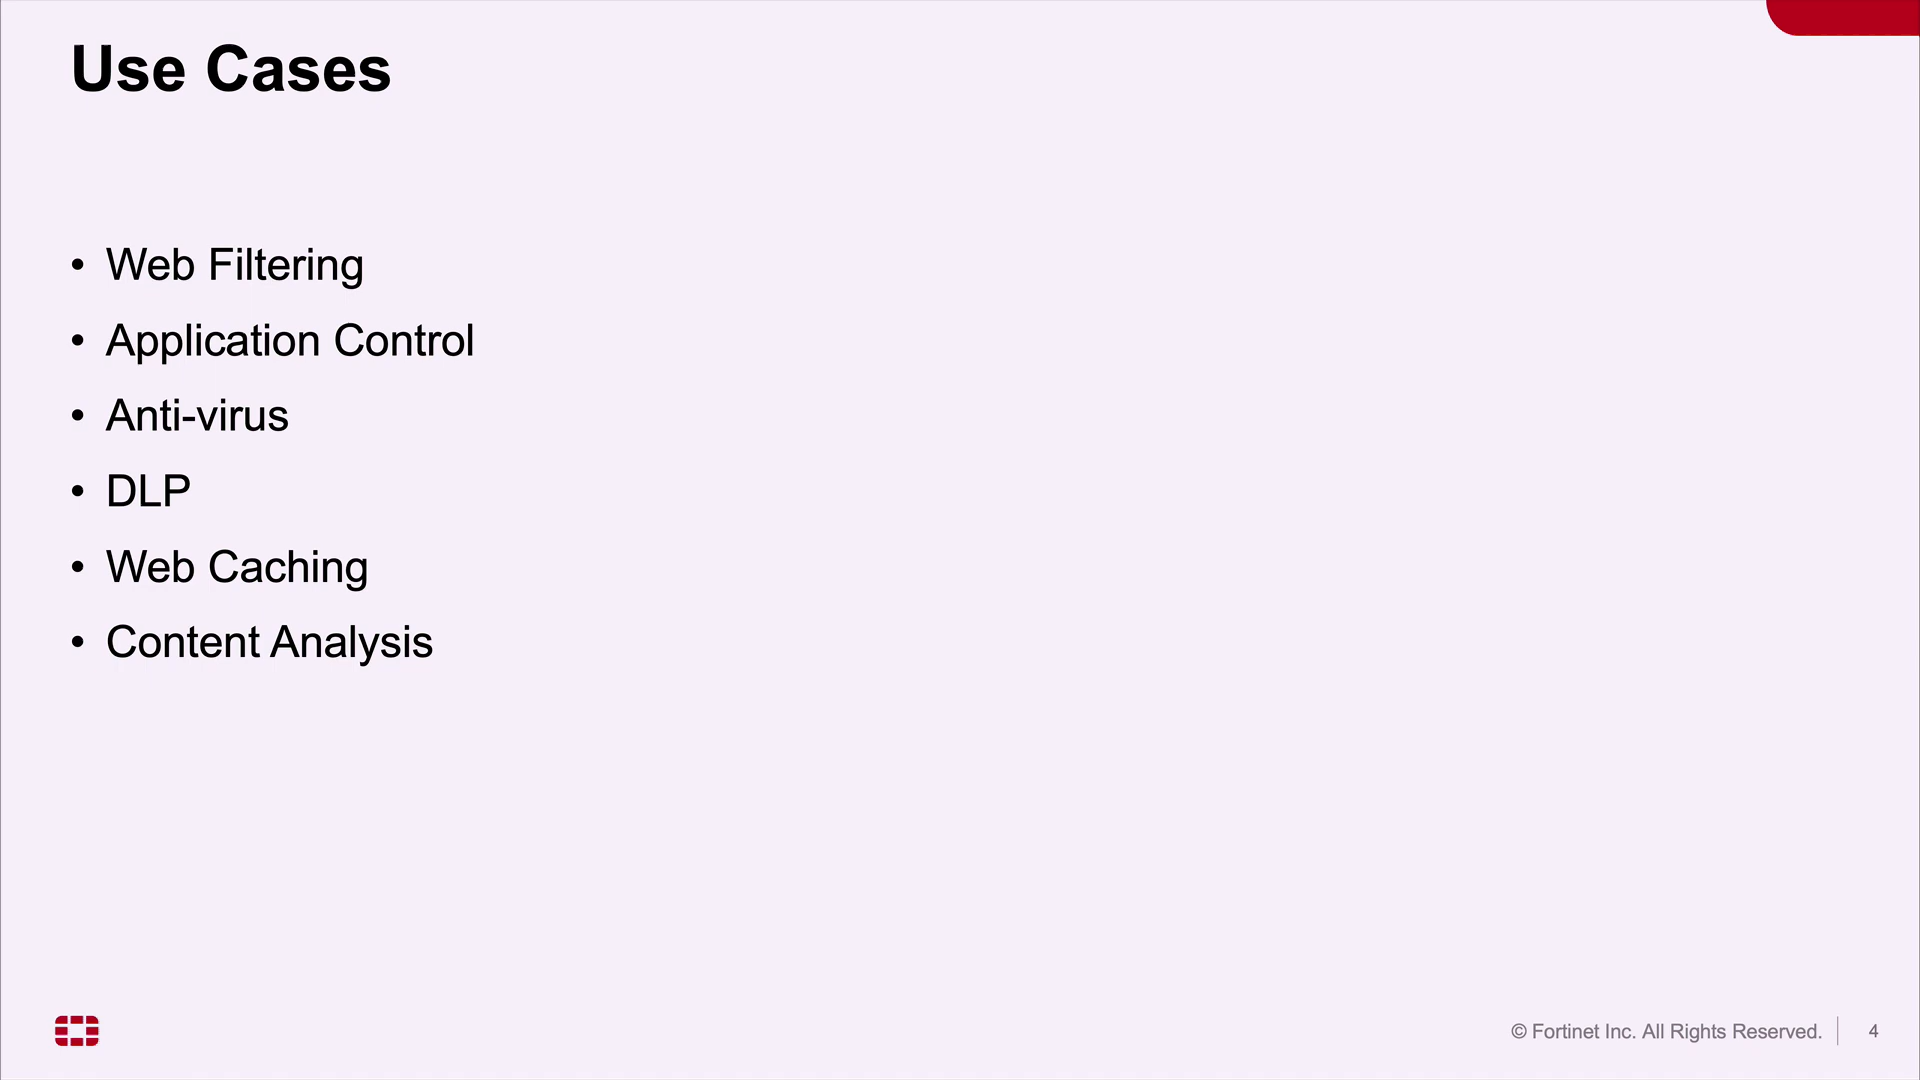 Use Cases
• Web Filtering
• Application Control
• Anti-virus
• DLP
• Web Caching
• Content Analysis
© Fortinet Inc. All Rights Reserved. 4